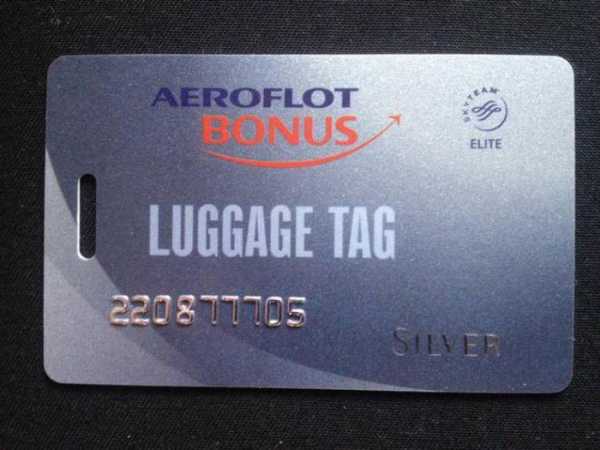 AEROFLOT
BONUS
SKYTEAM
ELITE
LUGGAGE TAG
220877705
SILVER